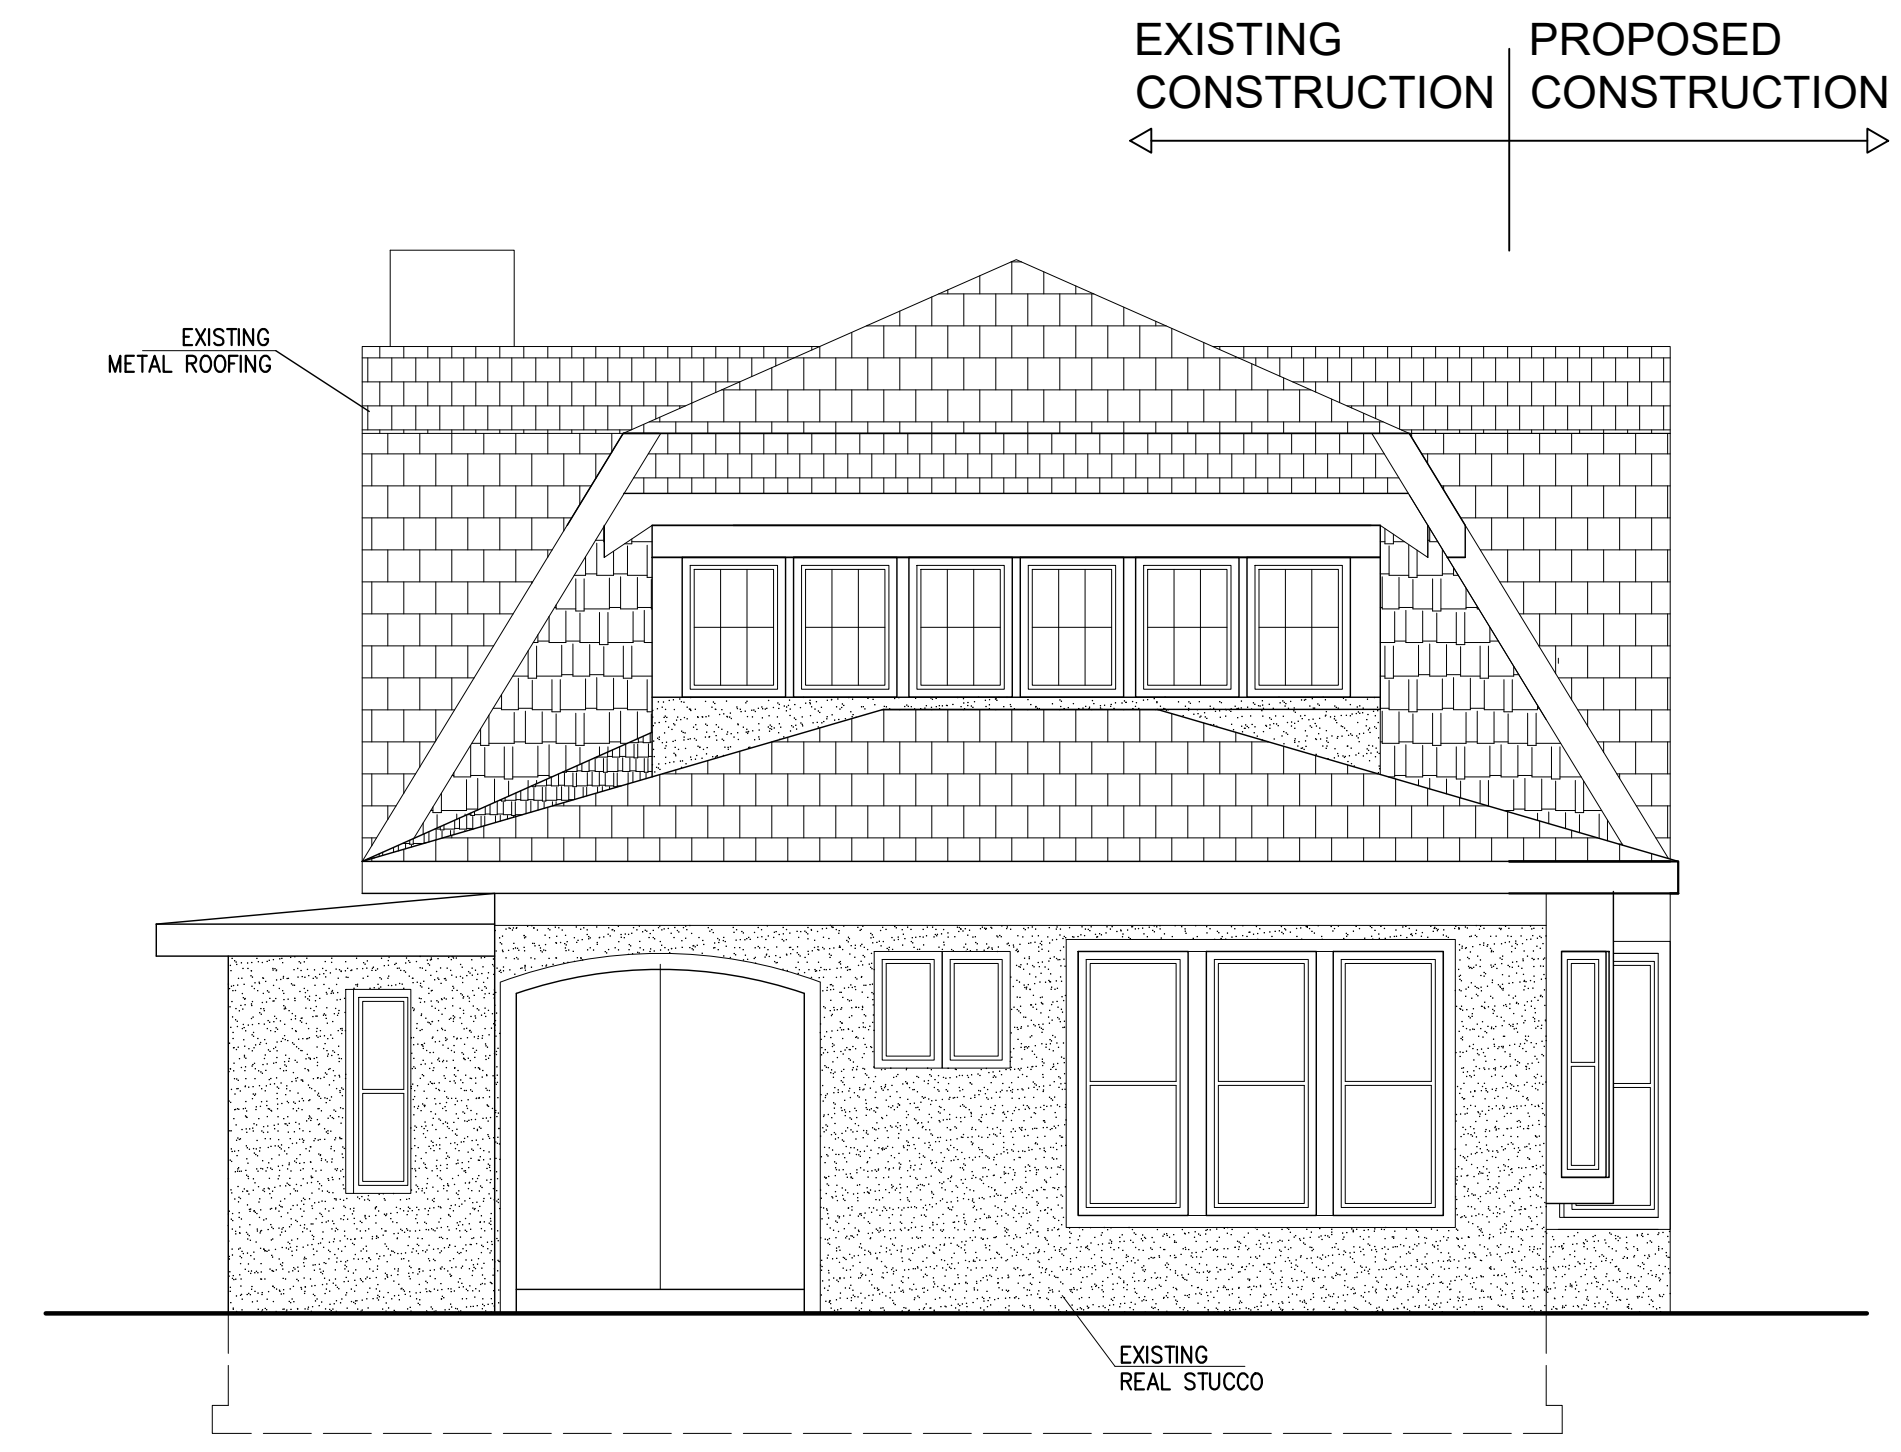 EXISTING
CONSTRUCTION
PROPOSED
CONSTRUCTION
EXISTING
METAL ROOFING
EXISTING
REAL STUCCO